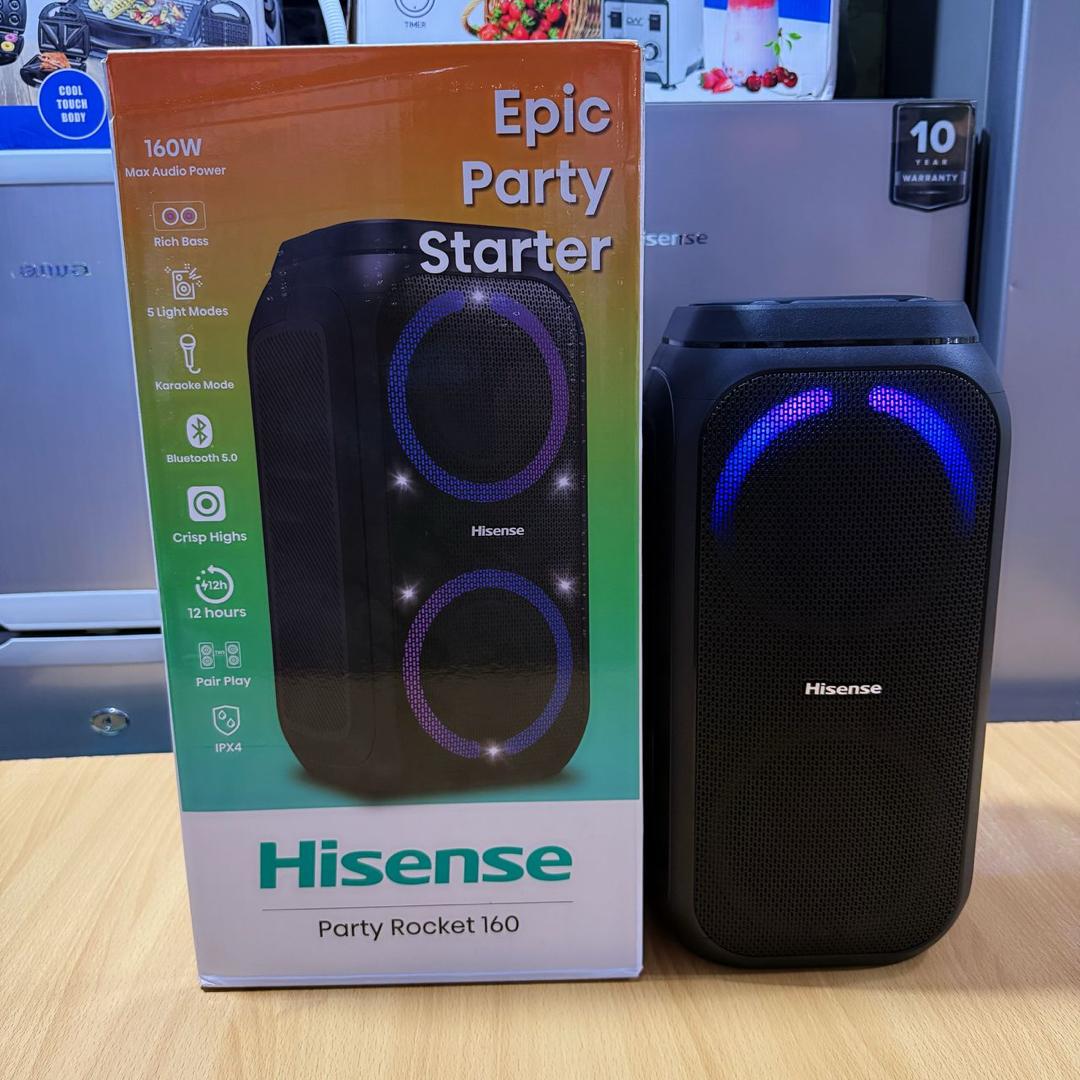 COOL
TOUCH
BODY
TIMER
160W
Max Audio Power
Rich Bass
5 Light Modes
Karaoke Mode
Bluetooth 5.0
Crisp Highs
12h
12 hours
TWS
Pair Play
IPX4
Epic
Party
Starter
Hisense
Hisense
Party Rocket 160
10
YEAR
WARRANTY
isense
Hisense